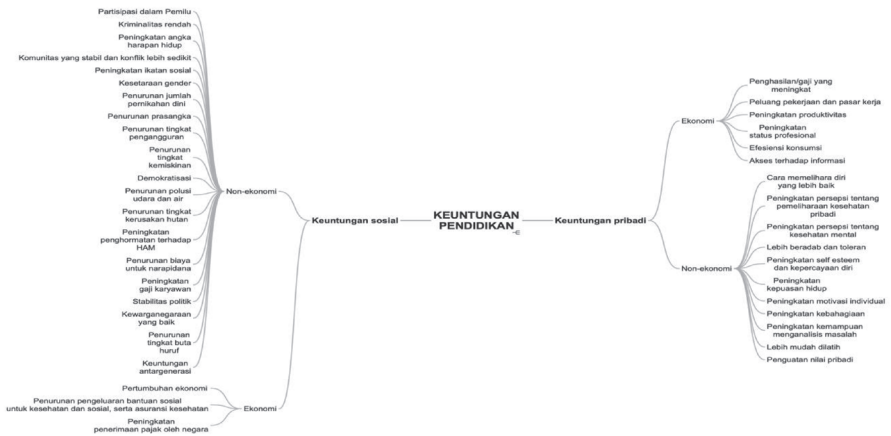 Partisipasi dalam Pemilu
Kriminalitas rendah
Peningkatan angka
harapan hidup
Komunitas yang stabil dan konflik lebih sedikit
Peningkatan ikatan sosial
Kesetaraan gender
Penurunan jumlah
pernikahan dini
Penurunan prasangka
Penurunan tingkat
pengangguran
Penurunan
tingkat
kemiskinan
Demokratisasi
Penurunan polusi
udara dan air
Penurunan tingkat
kerusakan hutan
Peningkatan
penghormatan terhadap
HAM
Penurunan biaya
untuk narapidana
Peningkatan
gaji karyawan
Stabilitas politik
Kewarganegaraan
yang baik
Penurunan
tingkat buta
huruf
Keuntungan
antargenerasi
Non-ekonomi
Pertumbuhan ekonomi
Penurunan pengeluaran bantuan sosial
untuk kesehatan dan sosial, serta asuransi kesehatan
Peningkatan
penerimaan pajak oleh negara
Ekonomi
Keuntungan sosial
KEUNTUNGAN
PENDIDIKAN
Keuntungan pribadi
Ekonomi
Penghasilan/gaji yang
meningkat
Peluang pekerjaan dan pasar kerja
Peningkatan produktivitas
Peningkatan
status profesional
Efesiensi konsumsi
Akses terhadap informasi
Non-ekonomi
Cara memelihara diri
yang lebih baik
Peningkatan persepsi tentang
pemeliharaan kesehatan
pribadi
Peningkatan persepsi tentang
kesehatan mental
Lebih beradab dan toleran
Peningkatan self esteem
dan kepercayaan diri
Peningkatan
kepuasan hidup
Peningkatan motivasi individual
Peningkatan kebahagiaan
Peningkatan kemampuan
menganalisis masalah
Lebih mudah dilatih
Penguatan nilai pribadi